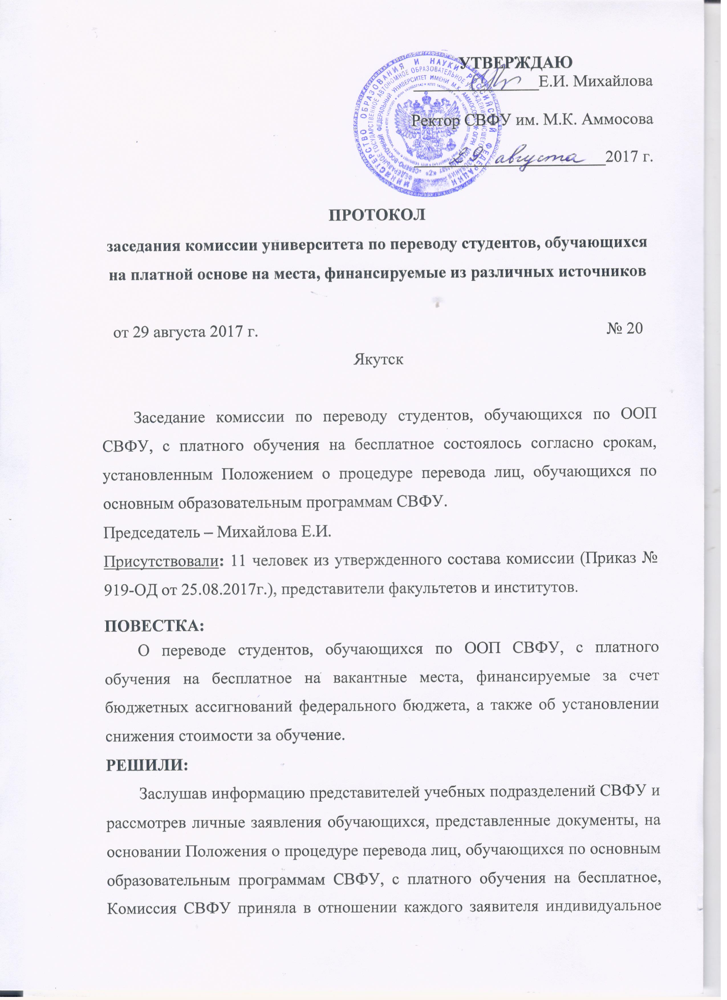 УТВЕРЖДАЮ
Е.И. Михайлова
Ректор СВФУ им. М.К. Аммосова
29 августа 2017 г.
МИНИСТЕРСТВО ОБРАЗОВАНИЯ И НАУКИ РОССИЙСКОЙ ФЕДЕРАЦИИ
ПРОТОКОЛ
заседания комиссии университета по переводу студентов, обучающихся
на платной основе на места, финансируемые из различных источников
от 29 августа 2017 г. № 20
Якутск
Заседание комиссии по переводу студентов, обучающихся по ООП
СВФУ, с платного обучения на бесплатное состоялось согласно срокам,
установленным Положением о процедуре перевода лиц, обучающихся по
основным образовательным программам СВФУ.
Председатель – Михайлова Е.И.
Присутствовали: 11 человек из утвержденного состава комиссии (Приказ №
919-ОД от 25.08.2017г.), представители факультетов и институтов.
ПОВЕСТКА:
О переводе студентов, обучающихся по ООП СВФУ, с платного
обучения на бесплатное на вакантные места, финансируемые за счет
бюджетных ассигнований федерального бюджета, а также об установлении
снижения стоимости за обучение.
РЕШИЛИ:
Заслушав информацию представителей учебных подразделений СВФУ и
рассмотрев личные заявления обучающихся, представленные документы, на
основании Положения о процедуре перевода лиц, обучающихся по основным
образовательным программам СВФУ, с платного обучения на бесплатное,
Комиссия СВФУ приняла в отношении каждого заявителя индивидуальное